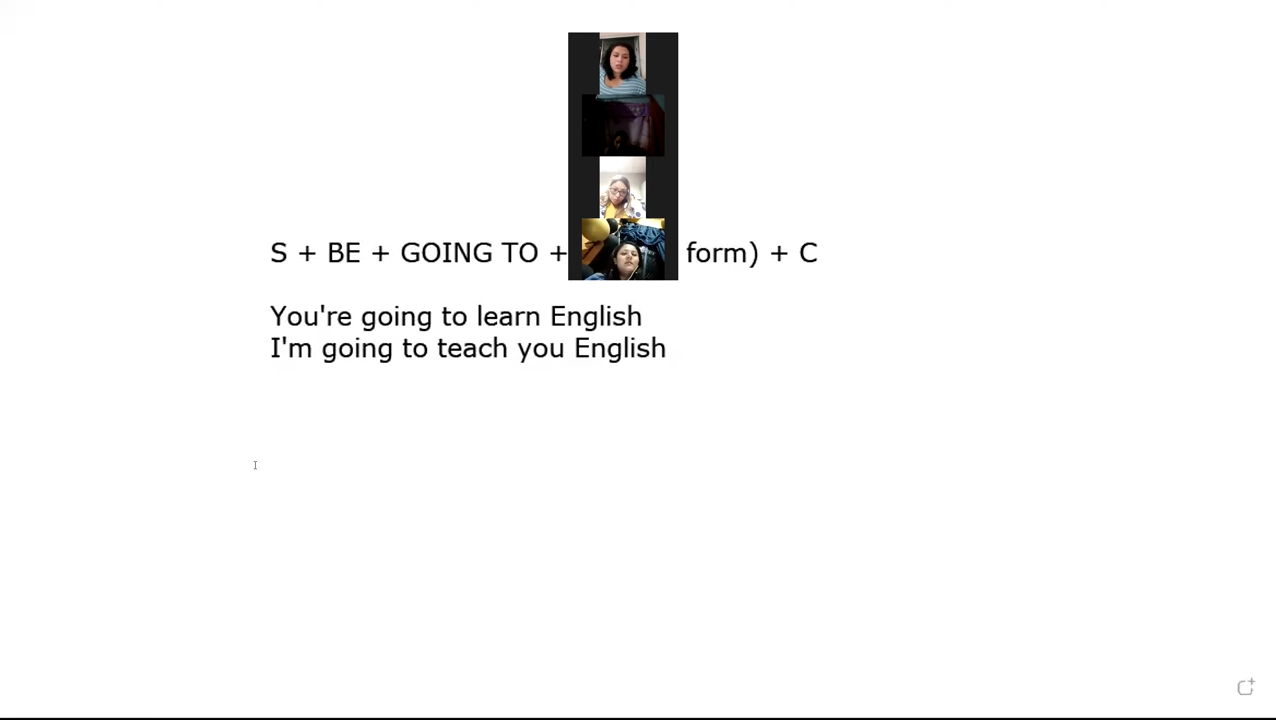 S + BE + GOING TO + form) + C
You're going to learn English
I'm going to teach you English